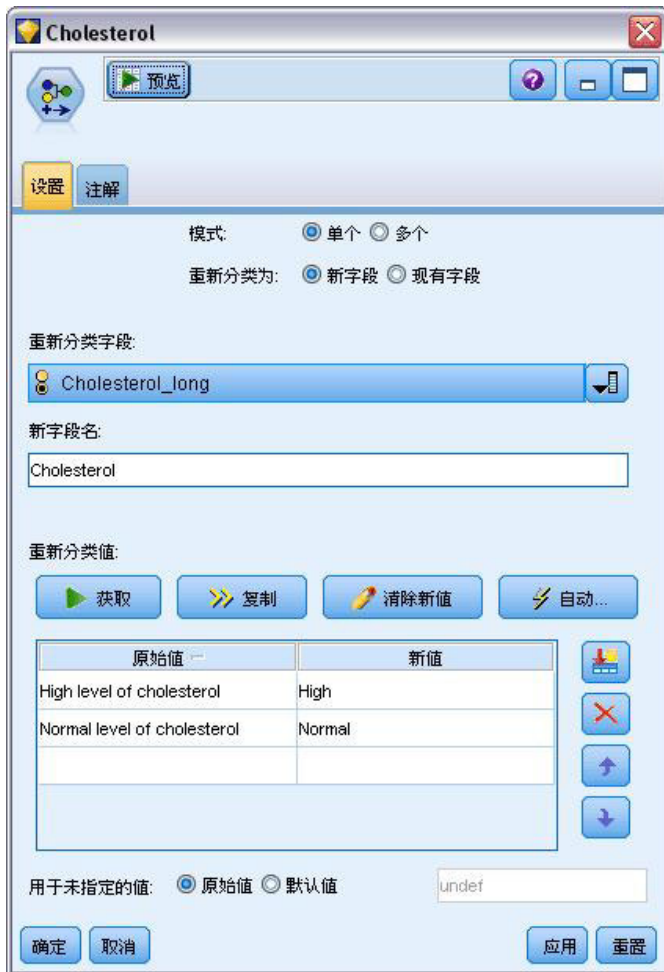 Cholesterol
预览
设置 注解
模式: 单个 多个
重新分类为: 新字段 现有字段
重新分类字段:
Cholesterol_long
新字段名:
Cholesterol
重新分类值:
获取 复制 清除新值 自动...
原始值 新值
High level of cholesterol High
Normal level of cholesterol Normal
用于未指定的值: 原始值 默认值 undef
确定 取消 应用 重置